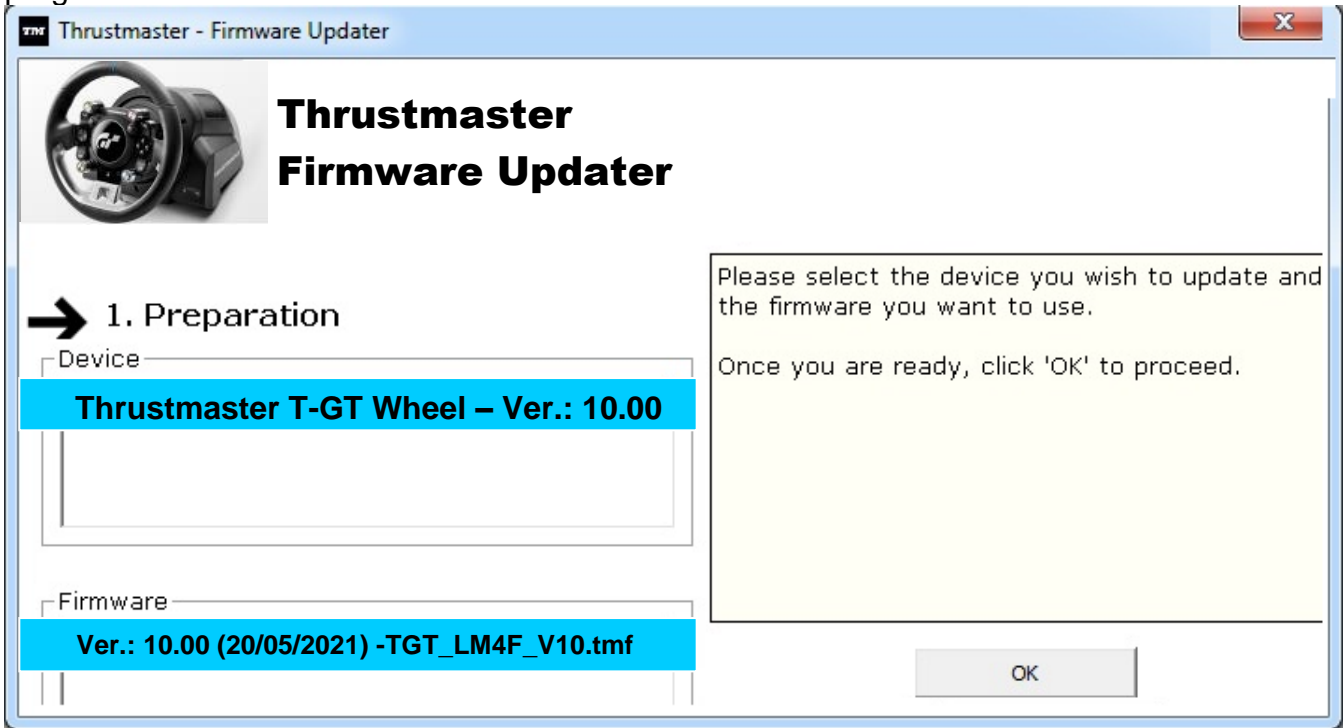 Thrustmaster - Firmware Updater
Thrustmaster
Firmware Updater
1. Preparation
Device
Thrustmaster T-GT Wheel – Ver.: 10.00
Firmware
Ver.: 10.00 (20/05/2021) -TGT_LM4F_V10.tmf
Please select the device you wish to update and
the firmware you want to use.
Once you are ready, click 'OK' to proceed.
OK